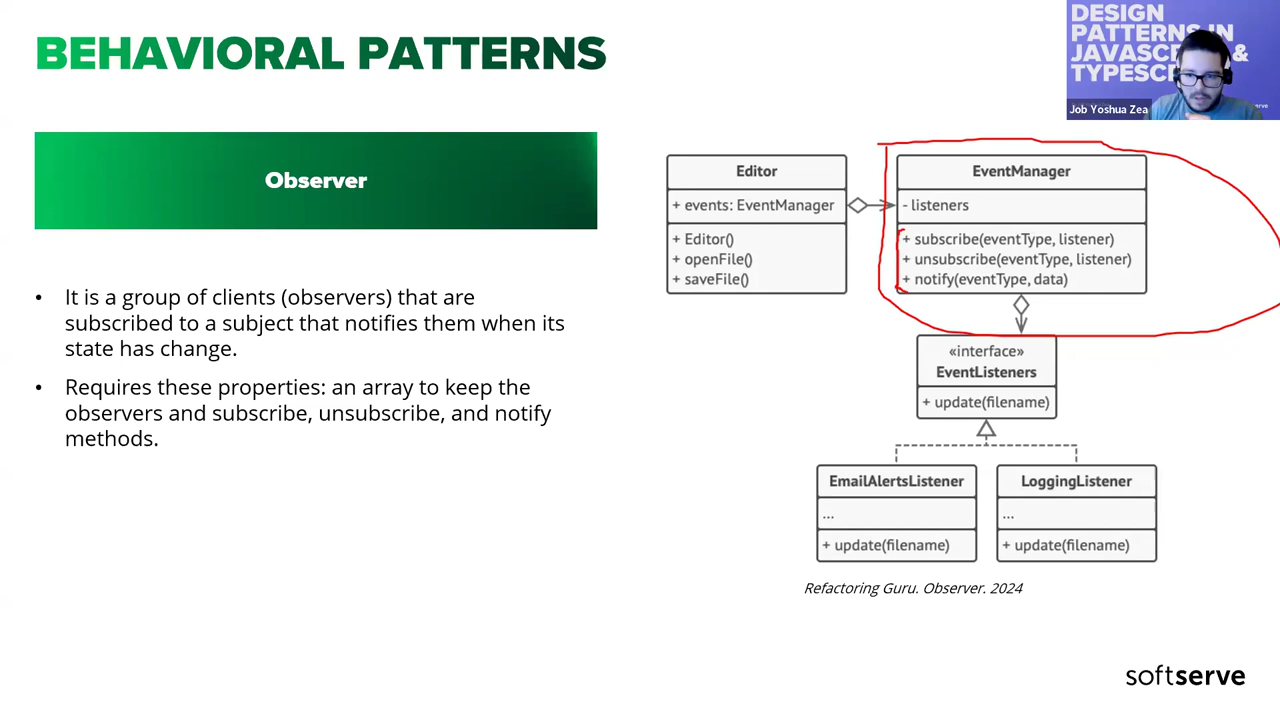 BEHAVIORAL PATTERNS
DESIGN
PATTERNS IN
&
Job Yoshua Zea
Observer
• It is a group of clients (observers) that are
subscribed to a subject that notifies them when its
state has change.
• Requires these properties: an array to keep the
observers and subscribe, unsubscribe, and notify
methods.
Editor
+ events: EventManager
+ Editor()
+ openFile()
+ saveFile()
EventManager
- listeners
+ subscribe(eventType, listener)
+ unsubscribe(eventType, listener)
+ notify(eventType, data)
«interface»
EventListeners
+ update(filename)
EmailAlertsListener
...
+ update(filename)
LoggingListener
...
+ update(filename)
Refactoring Guru. Observer. 2024
softserve